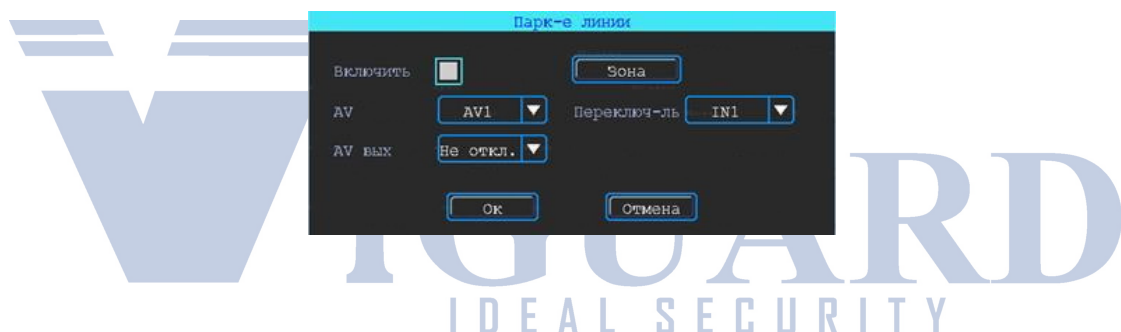 Парк-е линии
Включить Зона
AV AV1 Переключ-ль IN1
AV вых Не откл.
Ок Отмена
VIGUARD
IDEAL SECURITY